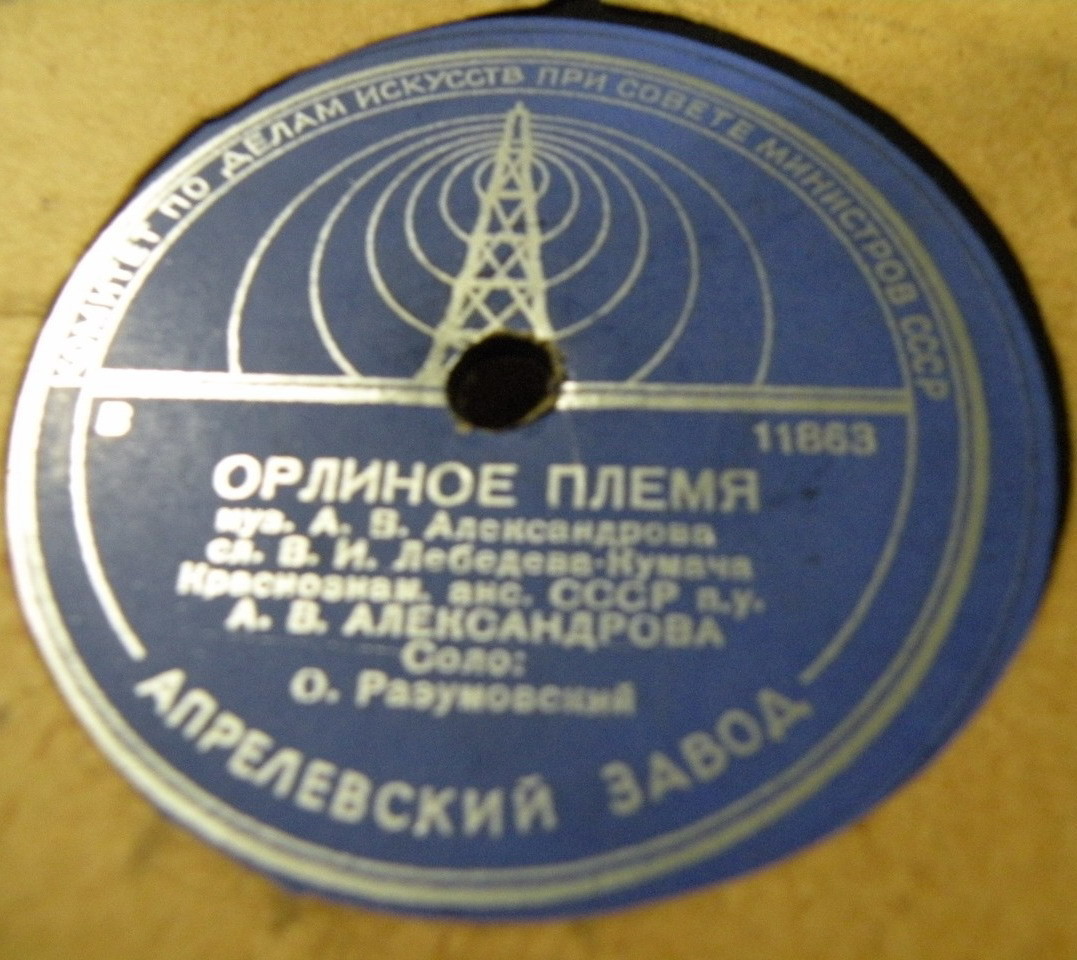 КОМИТЕТ ПО ДЕЛАМ ИСКУССТВ ПРИ СОВЕТЕ МИНИСТРОВ СССР
В 11863
ОРЛИНОЕ ПЛЕМЯ
муз. А. В. Александрова
сл. В. И. Лебедева-Кумача
Краснознам. анс. СССР п.у.
А. В. АЛЕКСАНДРОВА
Соло:
О. Разумовский
АПРЕЛЕВСКИЙ ЗАВОД